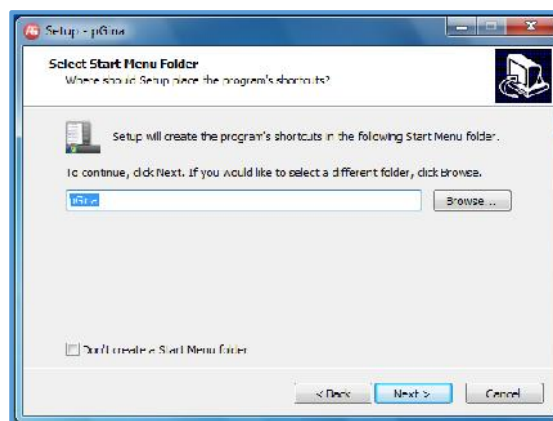 Setup - pGina
Select Start Menu Folder
Where should Setup place the program's shortcuts?
Setup will create the program's shortcuts in the following Start Menu folder.
To continue, click Next. If you would like to select a different folder, click Browse.
pGina
Browse...
Don't create a Start Menu folder
< Back
Next >
Cancel